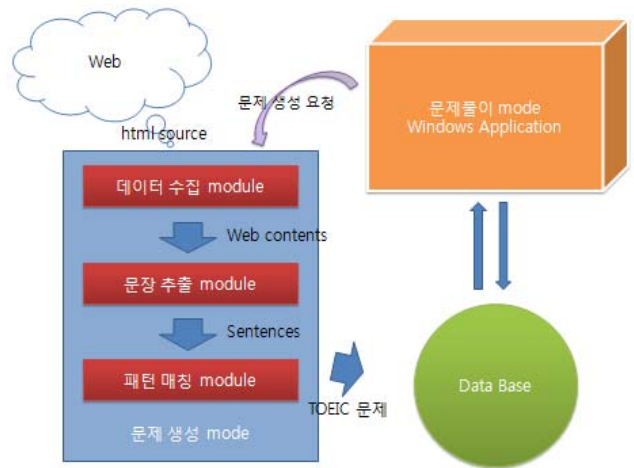 Web
문제 생성 요청
문제풀이 mode
Windows Application
html source
데이터 수집 module
Web contents
문장 추출 module
Sentences
패턴 매칭 module
TOEIC 문제
Data Base
문제 생성 mode